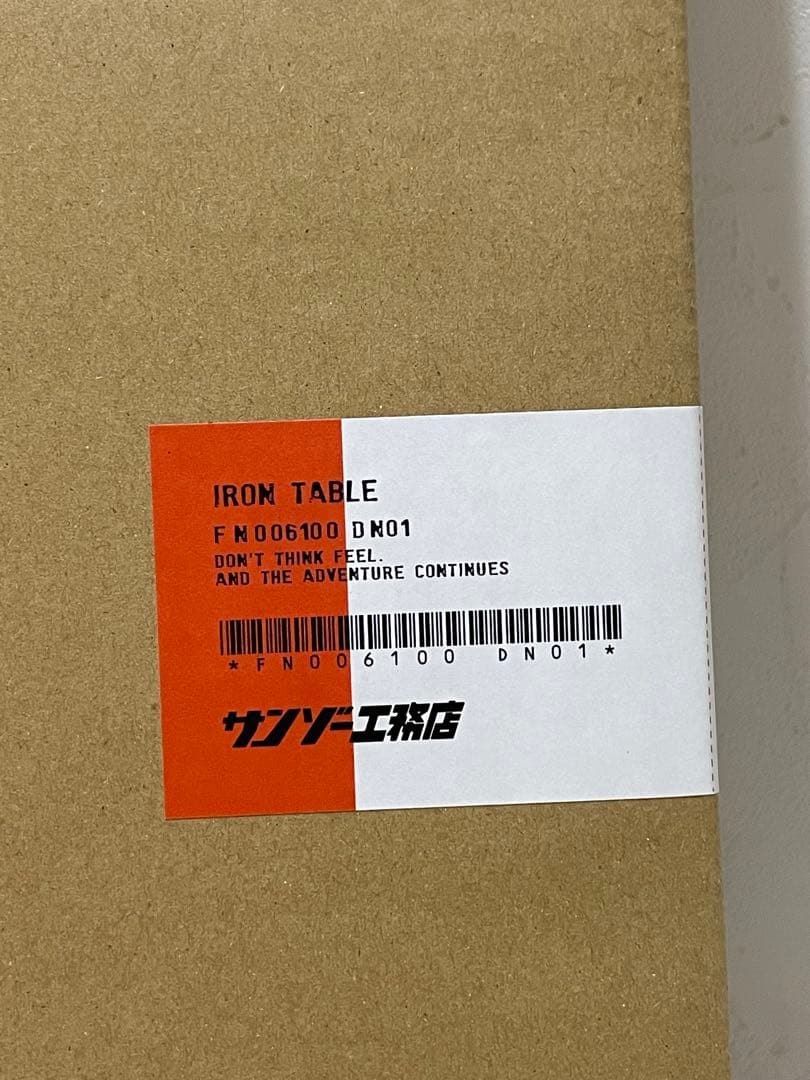 IRON TABLE
FN006100 DN01
DON'T THINK FEEL.
AND THE ADVENTURE CONTINUES
*FN006100 DN01*
サンゾー工務店